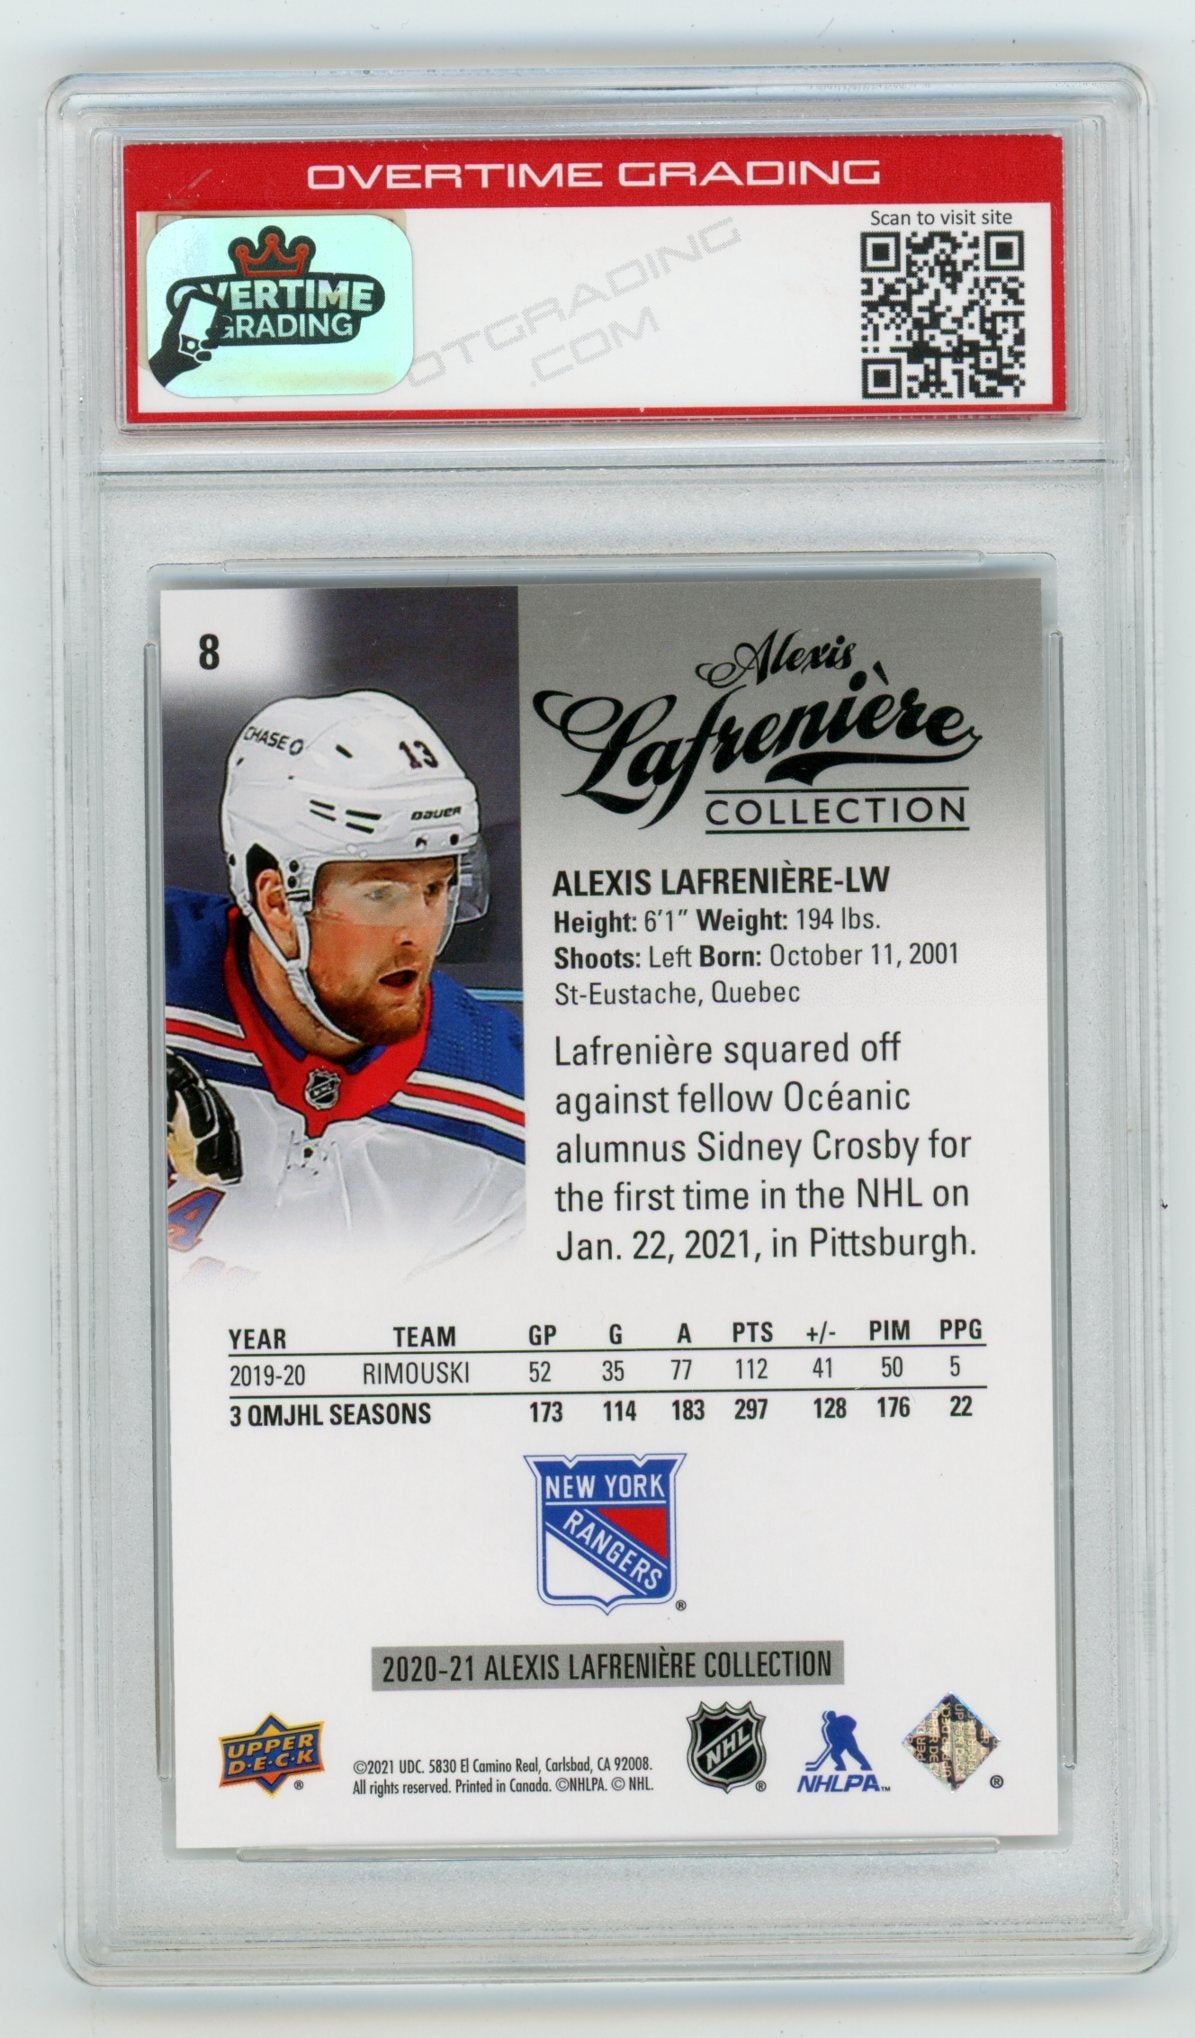 OVERTIME GRADING
Scan to visit site
OVERTIME
GRADING
OTGRADING
.COM
8
CHASE
13
BAUER
Alexis
Lafrenière
COLLECTION
ALEXIS LAFRENIÈRE-LW
Height: 6'1" Weight: 194 lbs.
Shoots: Left Born: October 11, 2001
St-Eustache, Quebec
Lafrenière squared off
against fellow Océanic
alumnus Sidney Crosby for
the first time in the NHL on
Jan. 22, 2021, in Pittsburgh.
A
YEAR TEAM GP G A PTS +/- PIM PPG
2019-20 RIMOUSKI 52 35 77 112 41 50 5
3 QMJHL SEASONS 173 114 183 297 128 176 22
NEW YORK
RANGERS
®
2020-21 ALEXIS LAFRENIÈRE COLLECTION
UPPER
D·E·C·K
®
©2021 UDC. 5830 El Camino Real, Carlsbad, CA 92008.
All rights reserved. Printed in Canada. ©NHLPA. © NHL.
NHL
®
NHLPA™
UPPER DECK
®